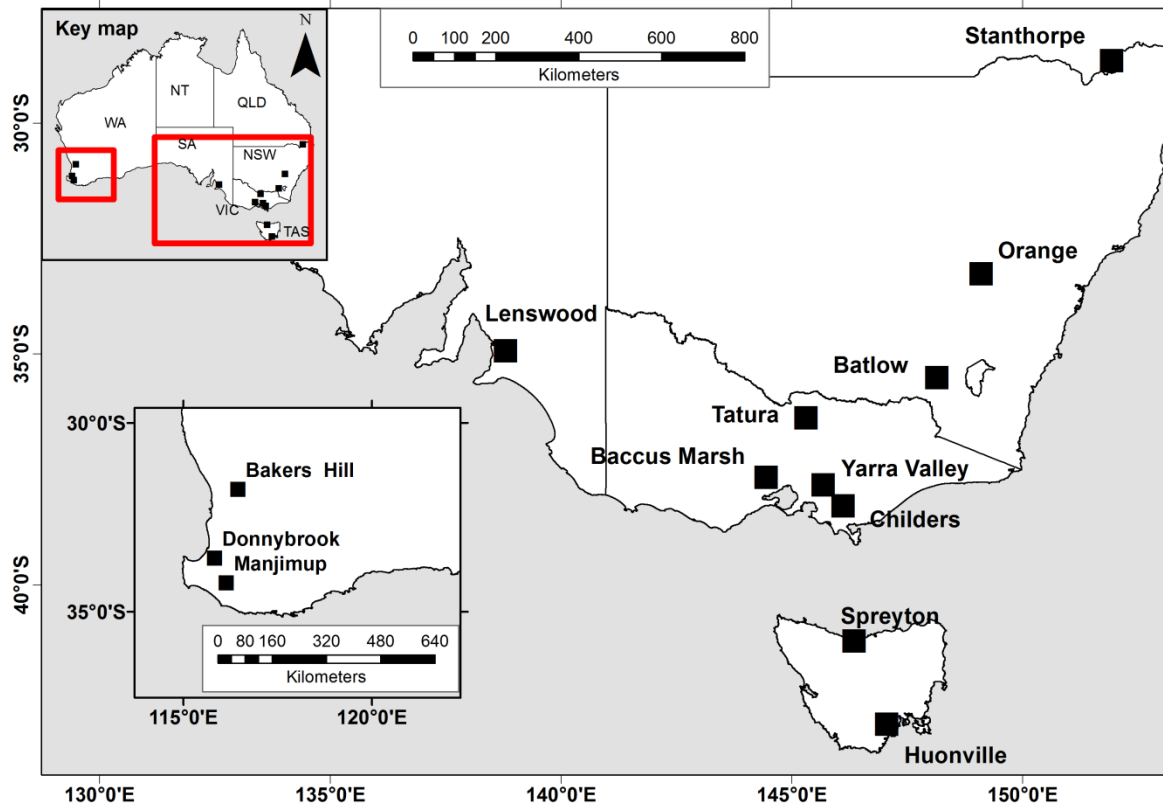 Key map
N
NT
QLD
WA
SA
NSW
VIC
TAS
0 100 200 400 600 800
Kilometers
Stanthorpe
30°0'S
Orange
Lenswood
35°0'S
Batlow
Tatura
Baccus Marsh
Yarra Valley
Childers
40°0'S
Spreyton
Huonville
30°0'S
Bakers Hill
Donnybrook
Manjimup
35°0'S
0 80 160 320 480 640
Kilometers
115°0'E 120°0'E
130°0'E 135°0'E 140°0'E 145°0'E 150°0'E